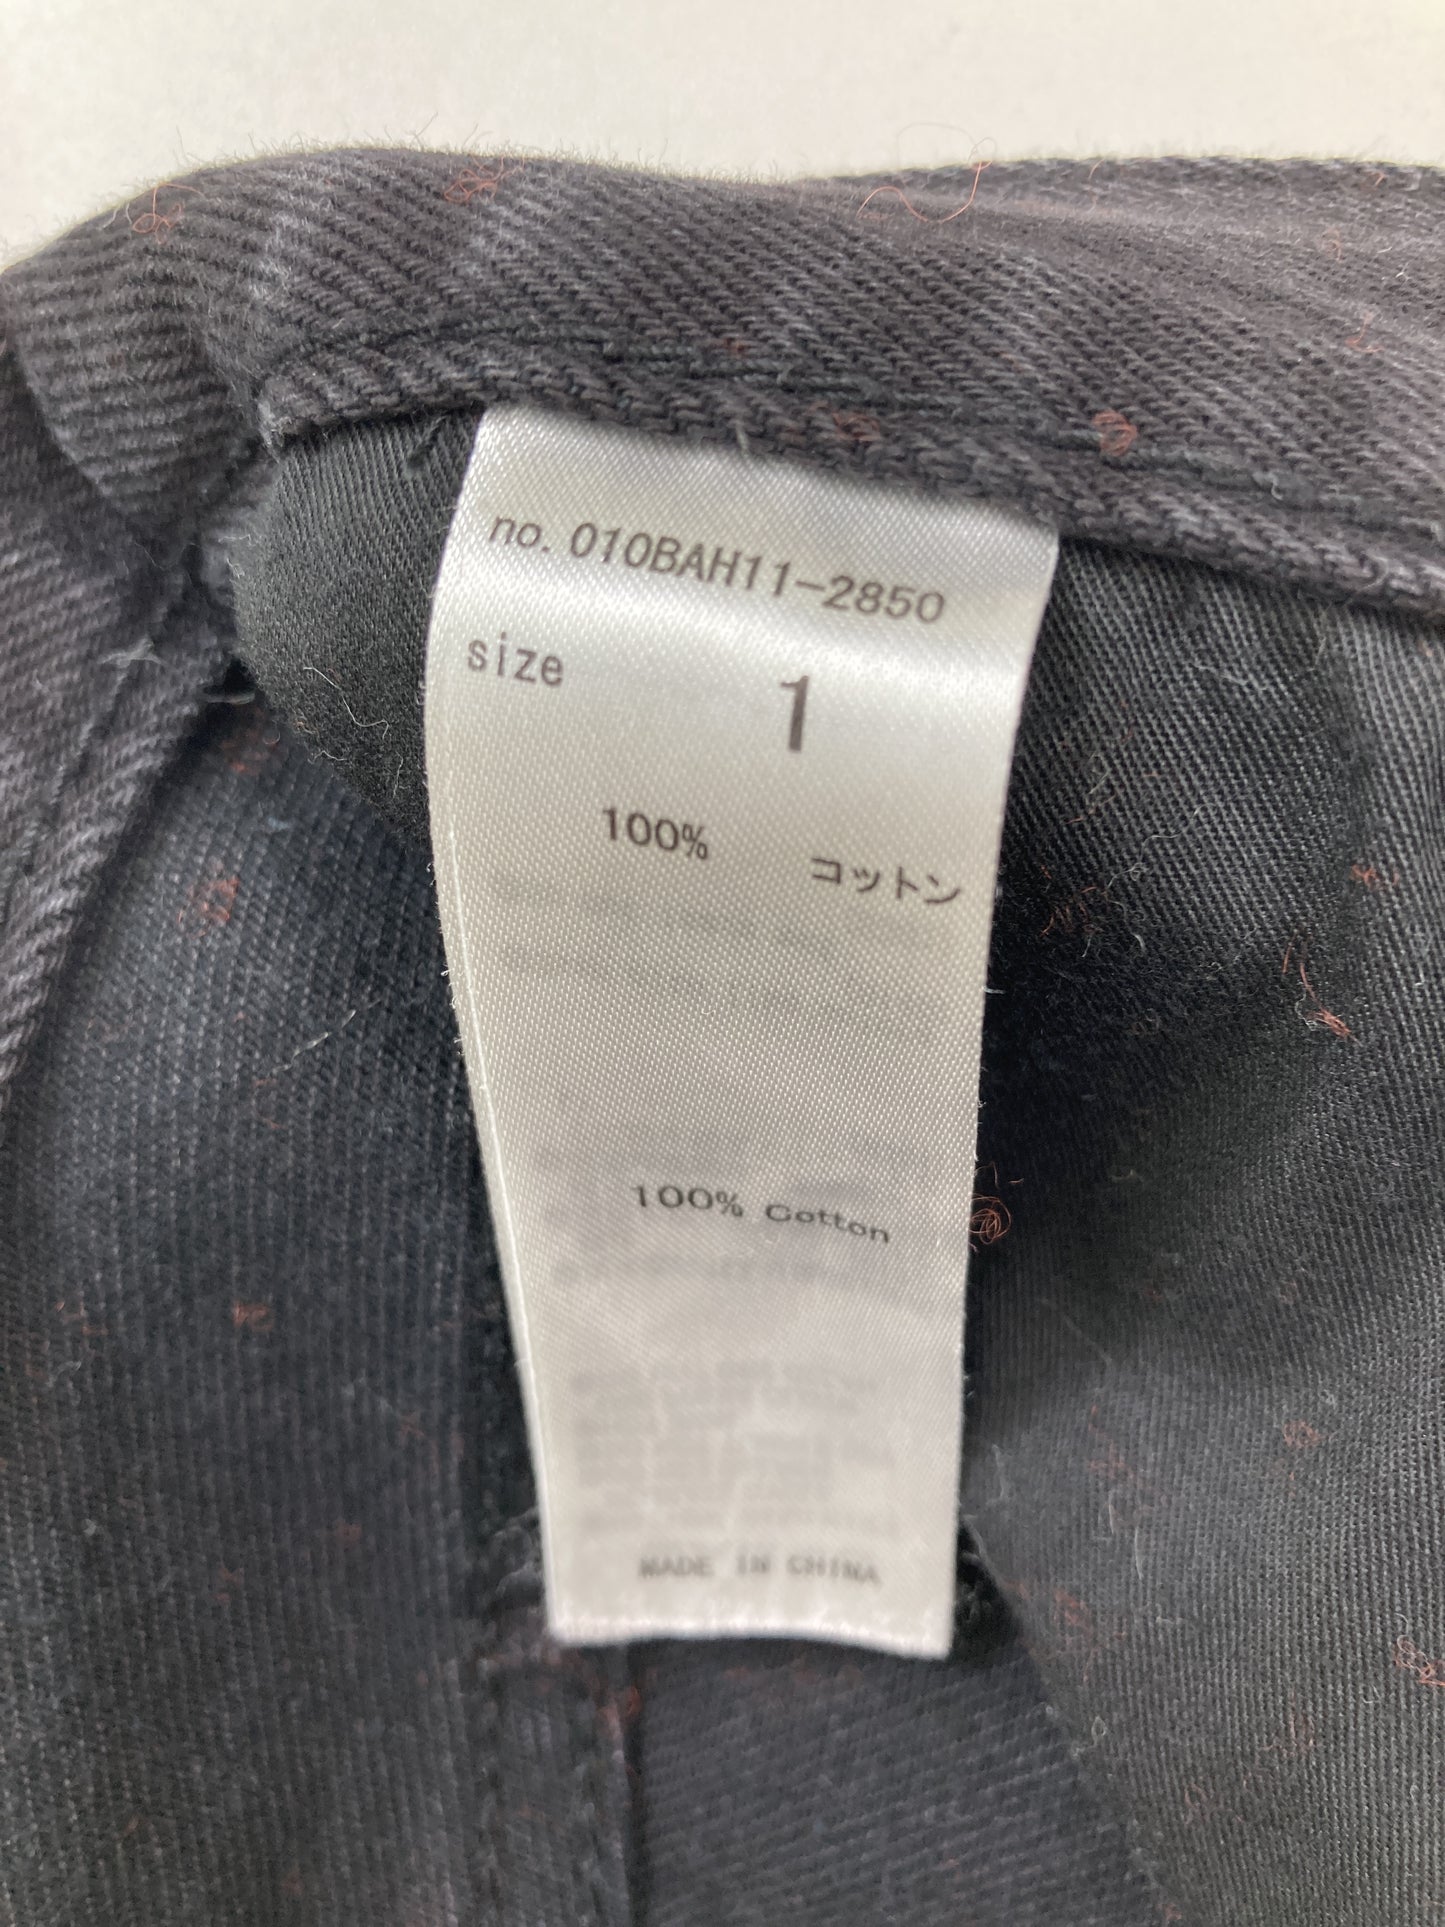 no. 010BAH11-2850
size 1
100% コットン
100% Cotton
MADE IN CHINA